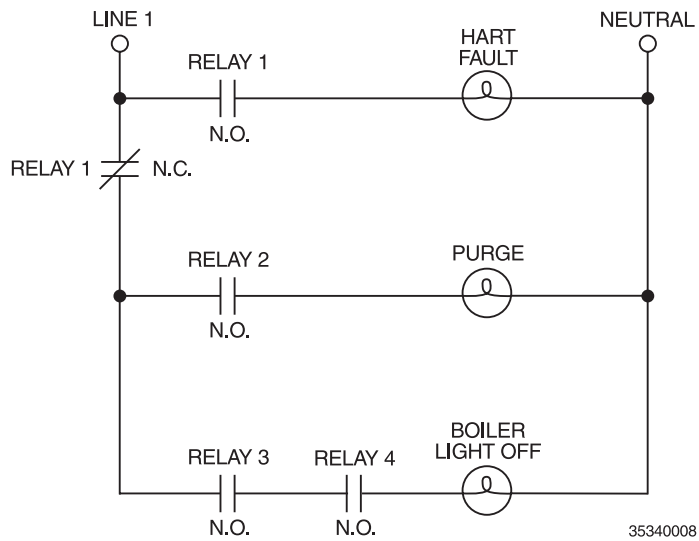 LINE 1
NEUTRAL
RELAY 1
HART
FAULT
N.O.
RELAY 1
N.C.
RELAY 2
PURGE
N.O.
RELAY 3
RELAY 4
BOILER
LIGHT OFF
N.O.
N.O.
35340008